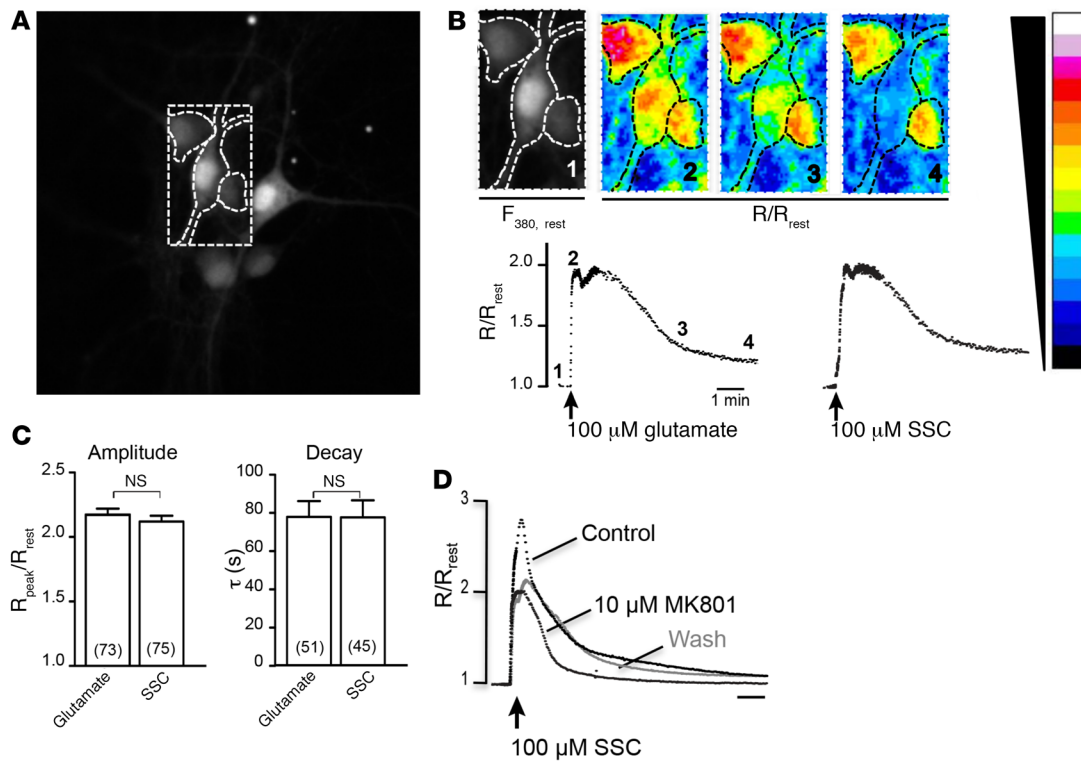 A
B
1
2
3
4
F380, rest
R/Rrest
2.0
1.5
1.0
R/Rrest
1
2
3
4
1 min
100 μM glutamate
100 μM SSC
C
Amplitude
2.5
2.0
1.5
1.0
Rpeak/Rrest
NS
(73)
(75)
Glutamate
SSC
Decay
100
80
60
40
20
0
τ (s)
NS
(51)
(45)
Glutamate
SSC
D
3
2
1
R/Rrest
Control
10 μM MK801
Wash
100 μM SSC